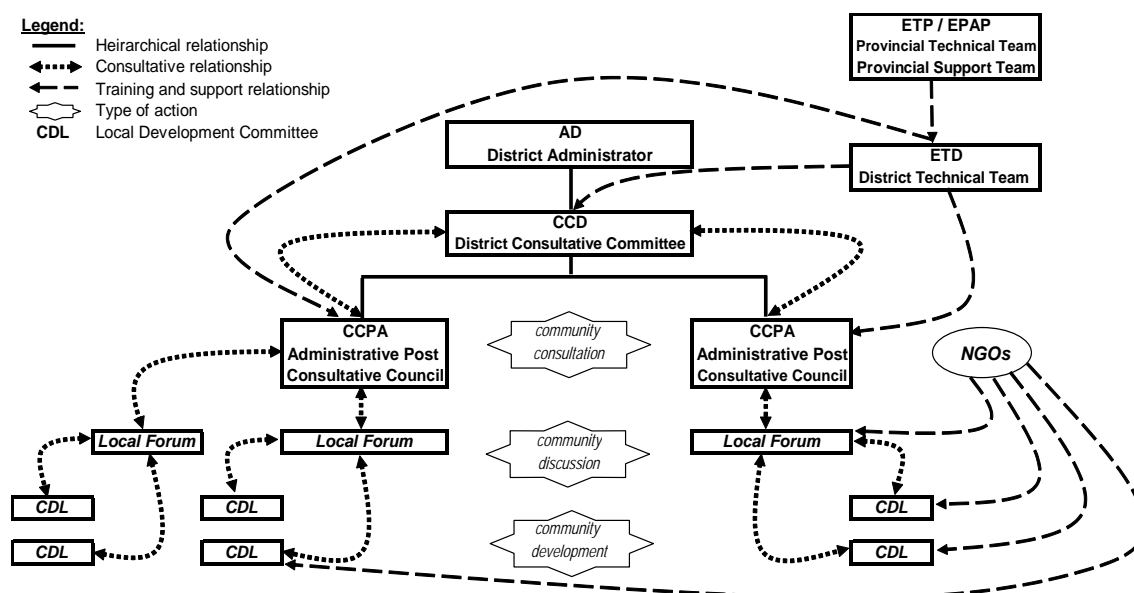 Legend:
Heirarchical relationship
Consultative relationship
Training and support relationship
Type of action
CDL Local Development Committee
ETP / EPAP
Provincial Technical Team
Provincial Support Team
AD
District Administrator
ETD
District Technical Team
CCD
District Consultative Committee
CCPA
Administrative Post
Consultative Council
community
consultation
CCPA
Administrative Post
Consultative Council
NGOs
Local Forum
Local Forum
community
discussion
Local Forum
CDL
CDL
CDL
CDL
CDL
community
development
CDL